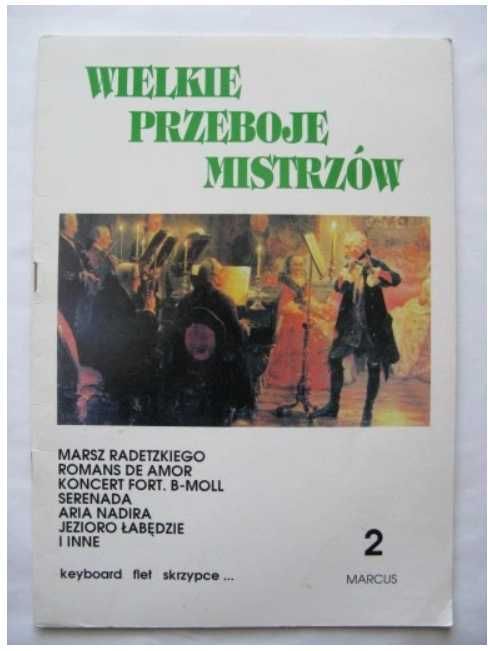 WIELKIE
PRZEBOJE
MISTRZÓW
MARSZ RADETZKIEGO
ROMANS DE AMOR
KONCERT FORT. B-MOLL
SERENADA
ARIA NADIRA
JEZIORO ŁABĘDZIE
I INNE
keyboard flet skrzypce ...
2
MARCUS